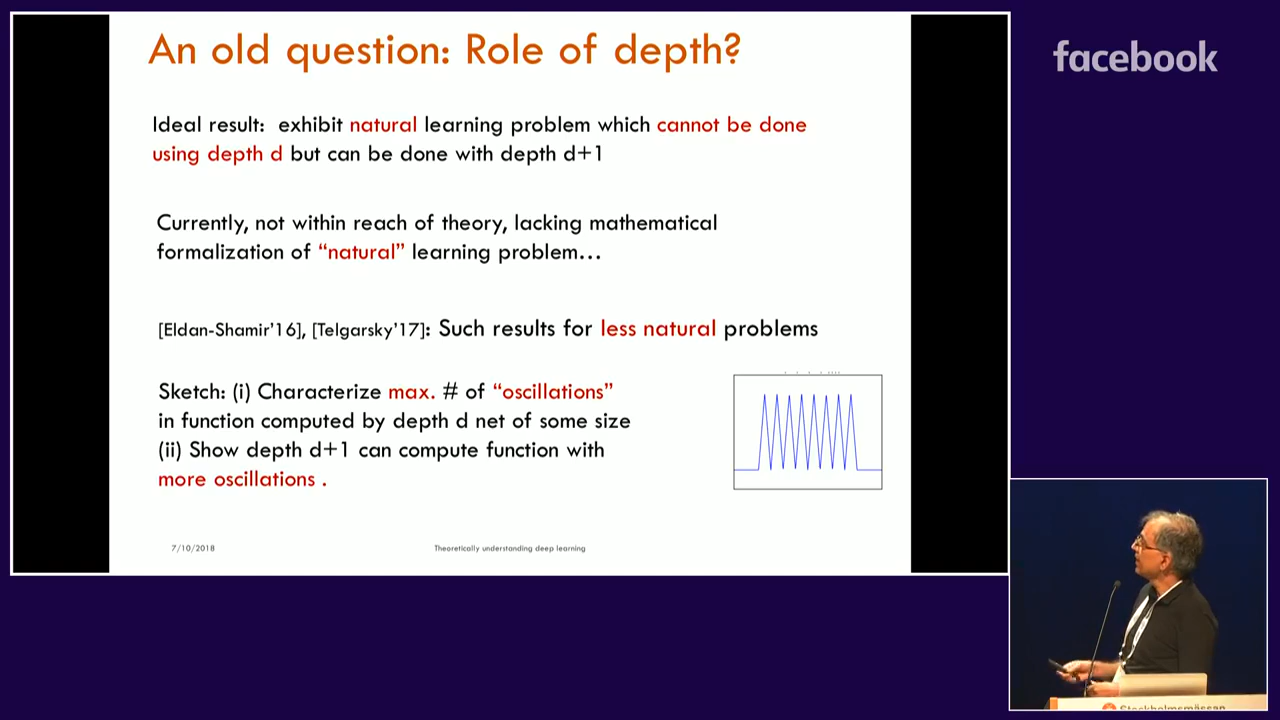 An old question: Role of depth?
facebook
Ideal result: exhibit natural learning problem which cannot be done
using depth d but can be done with depth d+1
Currently, not within reach of theory, lacking mathematical
formalization of “natural” learning problem...
[Eldan-Shamir’16], [Telgarsky’17]: Such results for less natural problems
Sketch: (i) Characterize max. # of “oscillations”
in function computed by depth d net of some size
(ii) Show depth d+1 can compute function with
more oscillations .
7/10/2018
Theoretically understanding deep learning
Stockholmsmässan